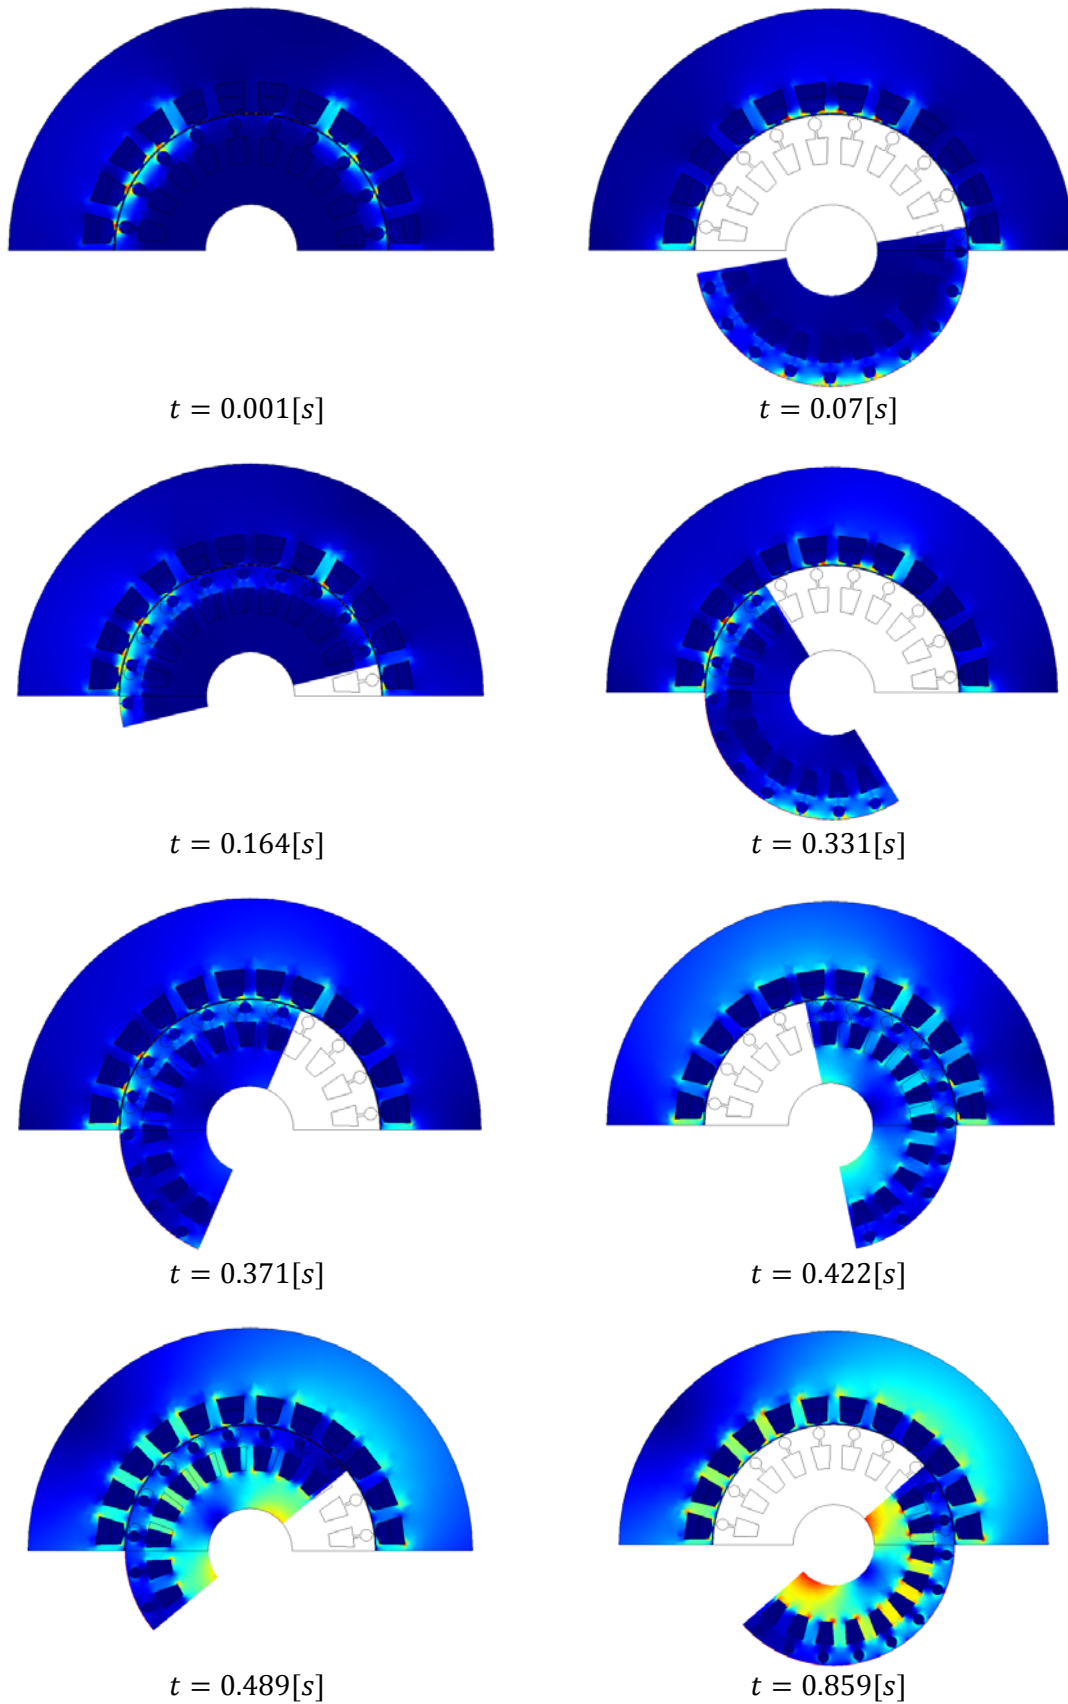 t = 0.001[s]
t = 0.07[s]
t = 0.164[s]
t = 0.331[s]
t = 0.371[s]
t = 0.422[s]
t = 0.489[s]
t = 0.859[s]